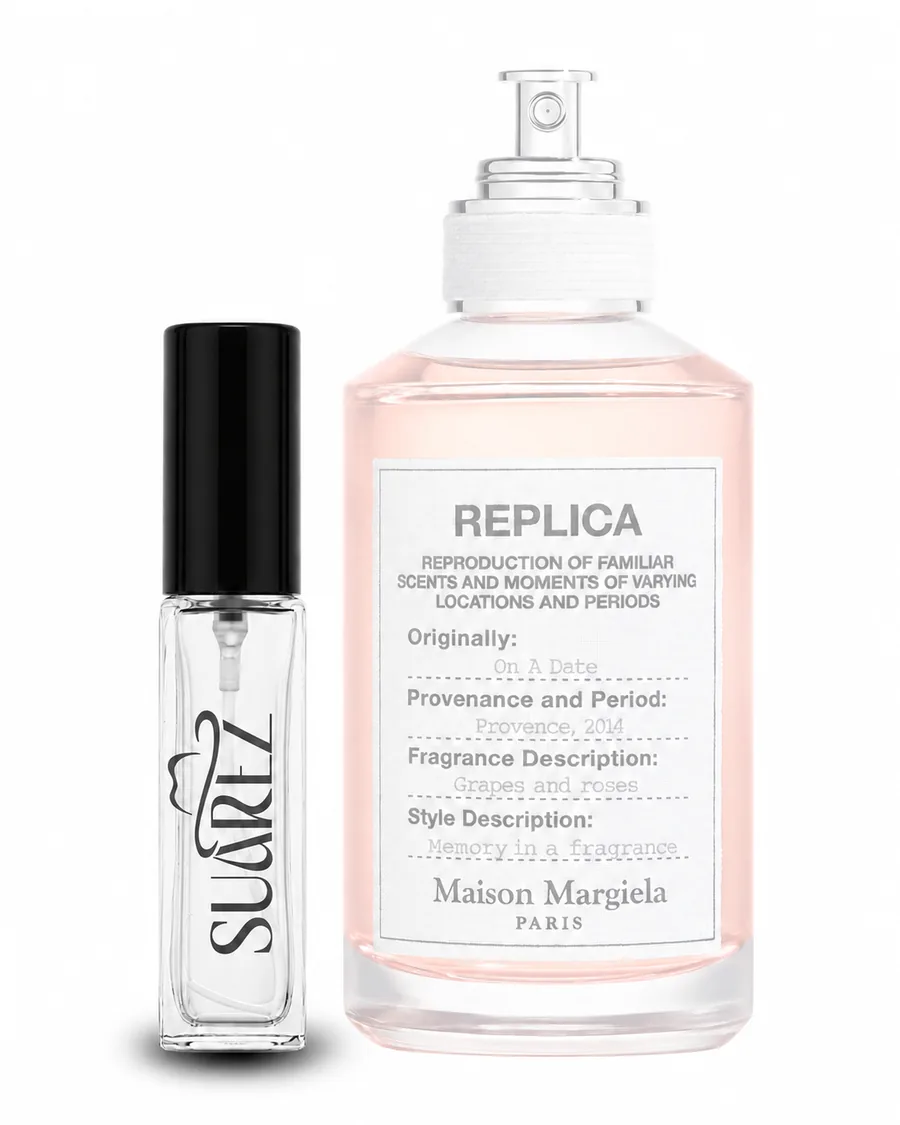 SUAREZ
REPLICA
REPRODUCTION OF FAMILIAR
SCENTS AND MOMENTS OF VARYING
LOCATIONS AND PERIODS
Originally:
On A Date
Provenance and Period:
Provence, 2014
Fragrance Description:
Grapes and roses
Style Description:
Memory in a fragrance
Maison Margiela
PARIS